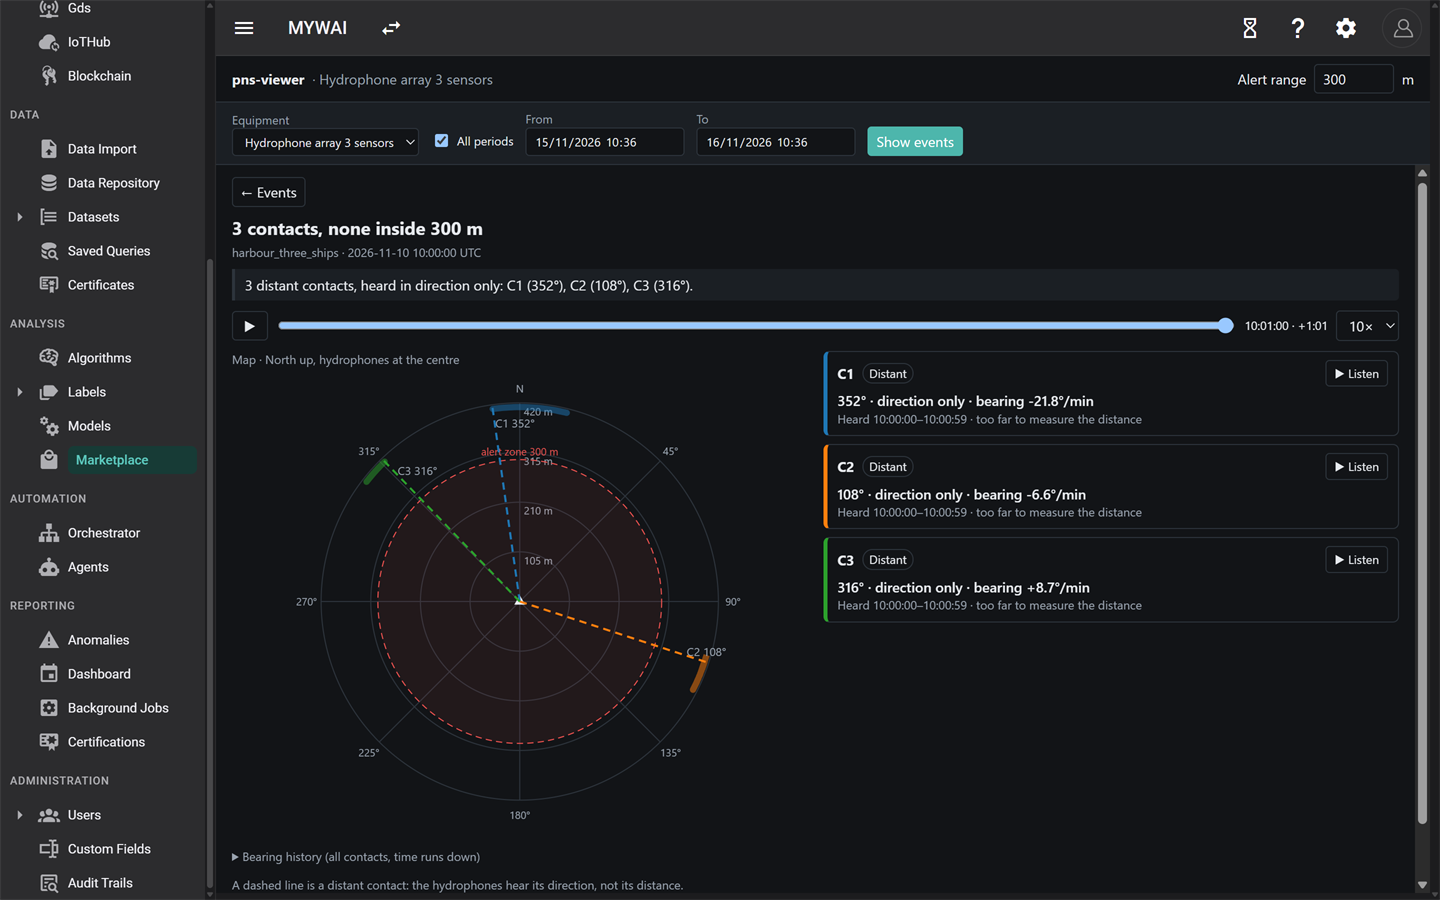 Gds
IoTHub
Blockchain
DATA
Data Import
Data Repository
Datasets
Saved Queries
Certificates
ANALYSIS
Algorithms
Labels
Models
Marketplace
AUTOMATION
Orchestrator
Agents
REPORTING
Anomalies
Dashboard
Background Jobs
Certifications
ADMINISTRATION
Users
Custom Fields
Audit Trails
MYWAI
pns-viewer · Hydrophone array 3 sensors
Alert range 300 m
Equipment
Hydrophone array 3 sensors
All periods
From
15/11/2026 10:36
To
16/11/2026 10:36
Show events
← Events
3 contacts, none inside 300 m
harbour_three_ships · 2026-11-10 10:00:00 UTC
3 distant contacts, heard in direction only: C1 (352°), C2 (108°), C3 (316°).
10:01:00 · +1:01
10×
Map · North up, hydrophones at the centre
N
420 m
C1 352°
315°
45°
alert zone 300 m
315 m
C3 316°
210 m
105 m
270°
90°
C2 108°
225°
135°
180°
C1 Distant
▶ Listen
352° · direction only · bearing -21.8°/min
Heard 10:00:00–10:00:59 · too far to measure the distance
C2 Distant
▶ Listen
108° · direction only · bearing -6.6°/min
Heard 10:00:00–10:00:59 · too far to measure the distance
C3 Distant
▶ Listen
316° · direction only · bearing +8.7°/min
Heard 10:00:00–10:00:59 · too far to measure the distance
▶ Bearing history (all contacts, time runs down)
A dashed line is a distant contact: the hydrophones hear its direction, not its distance.